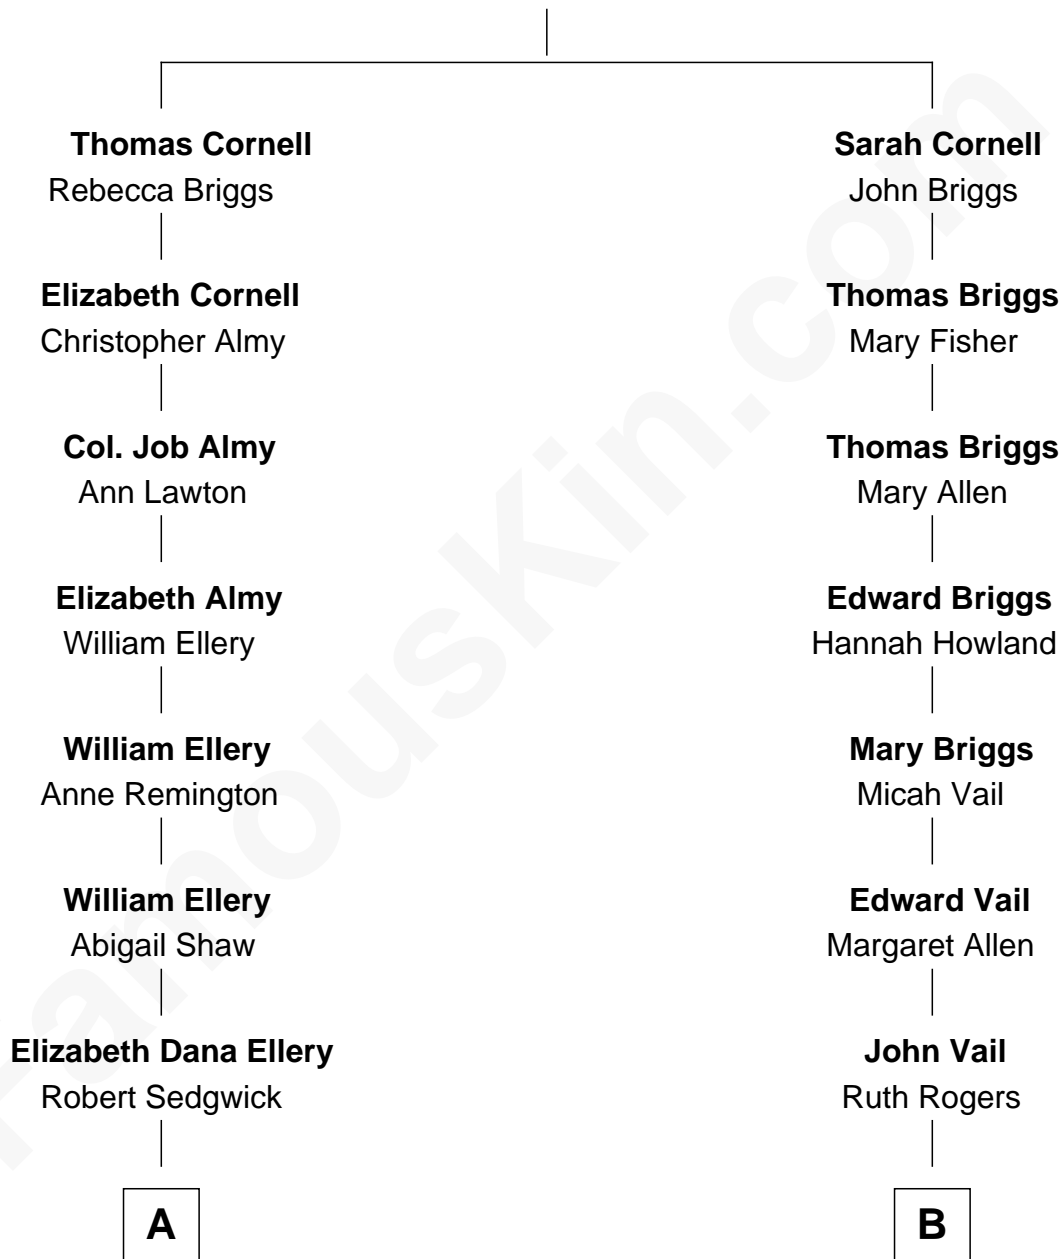 Thomas Cornell
Rebecca Briggs
Elizabeth Cornell
Christopher Almy
Col. Job Almy
Ann Lawton
Elizabeth Almy
William Ellery
William Ellery
Anne Remington
William Ellery
Abigail Shaw
Elizabeth Dana Ellery
Robert Sedgwick
A
Sarah Cornell
John Briggs
Thomas Briggs
Mary Fisher
Thomas Briggs
Mary Allen
Edward Briggs
Hannah Howland
Mary Briggs
Micah Vail
Edward Vail
Margaret Allen
John Vail
Ruth Rogers
B
FamousKin.com